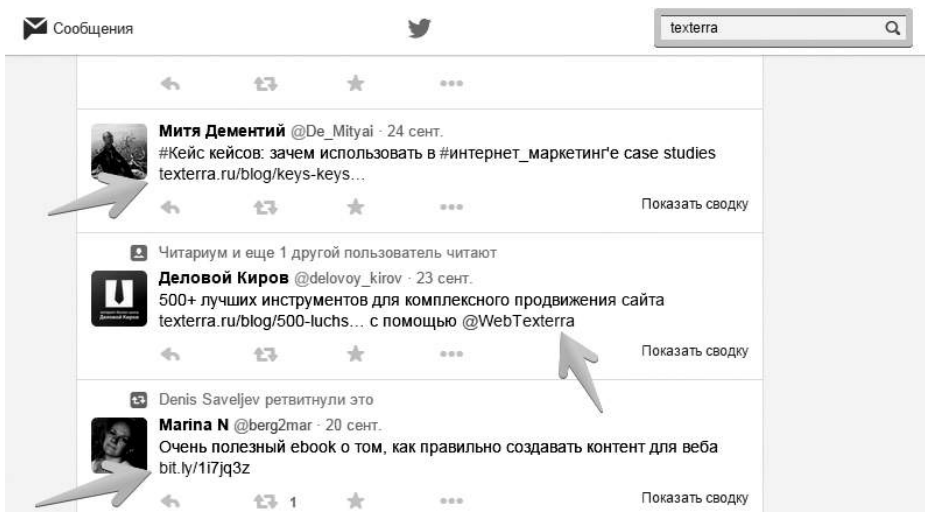 Сообщения
texterra
Митя Дементий @De_Mityai · 24 сент.
#Кейс кейсов: зачем использовать в #интернет_маркетинг'е case studies
texterra.ru/blog/keys-keys…
Показать сводку
Читариум и еще 1 другой пользователь читают
Деловой Киров @delovoy_kirov · 23 сент.
500+ лучших инструментов для комплексного продвижения сайта
texterra.ru/blog/500-luchs… с помощью @WebTexterra
Деловой Киров
Показать сводку
Denis Saveljev ретвитнули это
Marina N @berg2mar · 20 сент.
Очень полезный ebook о том, как правильно создавать контент для веба
bit.ly/1i7jq3z
1
Показать сводку